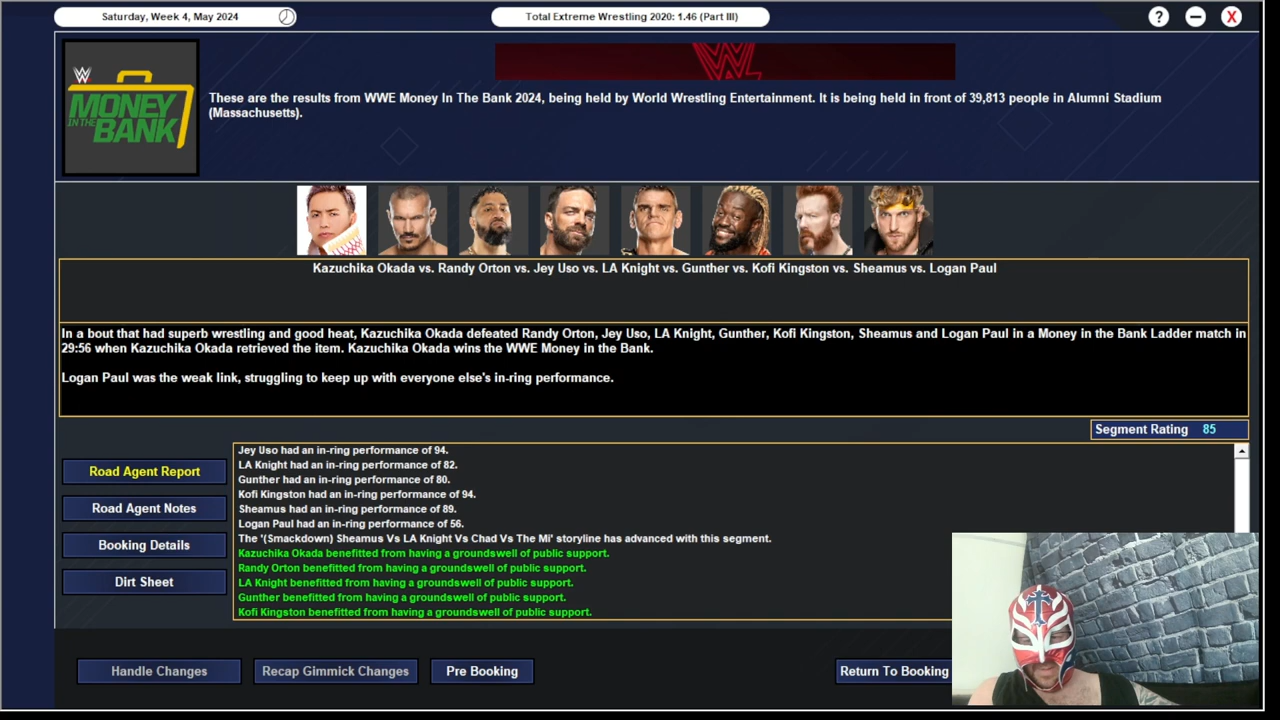 Saturday, Week 4, May 2024
Total Extreme Wrestling 2020: 1.46 (Part III)
?
X
W
MONEY
IN THE
BANK
These are the results from WWE Money In The Bank 2024, being held by World Wrestling Entertainment. It is being held in front of 39,813 people in Alumni Stadium
(Massachusetts).
Kazuchika Okada vs. Randy Orton vs. Jey Uso vs. LA Knight vs. Gunther vs. Kofi Kingston vs. Sheamus vs. Logan Paul
In a bout that had superb wrestling and good heat, Kazuchika Okada defeated Randy Orton, Jey Uso, LA Knight, Gunther, Kofi Kingston, Sheamus and Logan Paul in a Money in the Bank Ladder match in
29:56 when Kazuchika Okada retrieved the item. Kazuchika Okada wins the WWE Money in the Bank.
Logan Paul was the weak link, struggling to keep up with everyone else's in-ring performance.
Segment Rating 85
Road Agent Report
Road Agent Notes
Booking Details
Dirt Sheet
Jey Uso had an in-ring performance of 94.
LA Knight had an in-ring performance of 82.
Gunther had an in-ring performance of 80.
Kofi Kingston had an in-ring performance of 94.
Sheamus had an in-ring performance of 89.
Logan Paul had an in-ring performance of 56.
The '(Smackdown) Sheamus Vs LA Knight Vs Chad Vs The Mi' storyline has advanced with this segment.
Kazuchika Okada benefitted from having a groundswell of public support.
Randy Orton benefitted from having a groundswell of public support.
LA Knight benefitted from having a groundswell of public support.
Gunther benefitted from having a groundswell of public support.
Kofi Kingston benefitted from having a groundswell of public support.
Handle Changes
Recap Gimmick Changes
Pre Booking
Return To Booking